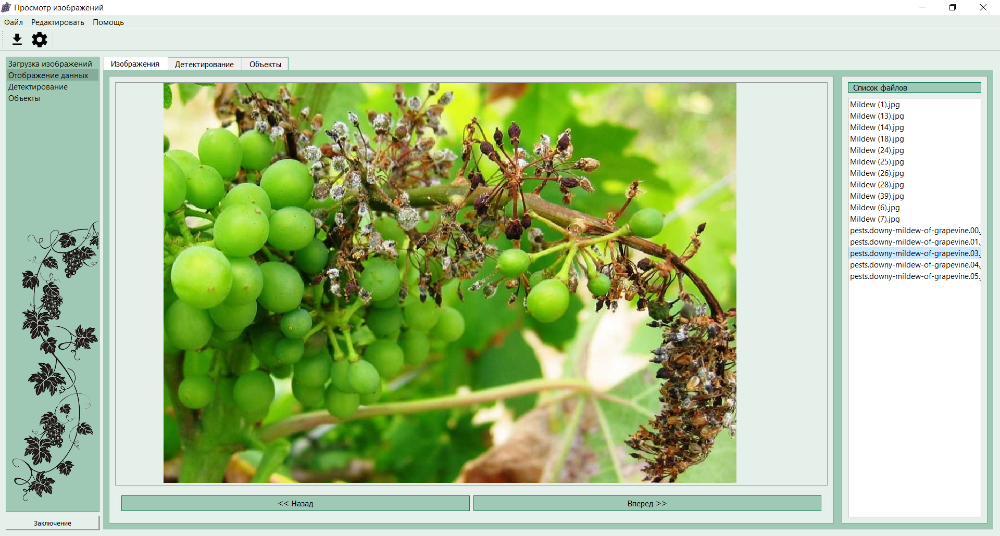 Просмотр изображений
Файл Редактировать Помощь
Загрузка изображений
Отображение данных
Детектирование
Объекты
Заключение
Изображения Детектирование Объекты
<< Назад Вперед >>
Список файлов
Mildew (1).jpg
Mildew (13).jpg
Mildew (14).jpg
Mildew (18).jpg
Mildew (24).jpg
Mildew (25).jpg
Mildew (26).jpg
Mildew (28).jpg
Mildew (39).jpg
Mildew (6).jpg
Mildew (7).jpg
pests.downy-mildew-of-grapevine.00.
pests.downy-mildew-of-grapevine.01.
pests.downy-mildew-of-grapevine.03.
pests.downy-mildew-of-grapevine.04.
pests.downy-mildew-of-grapevine.05.